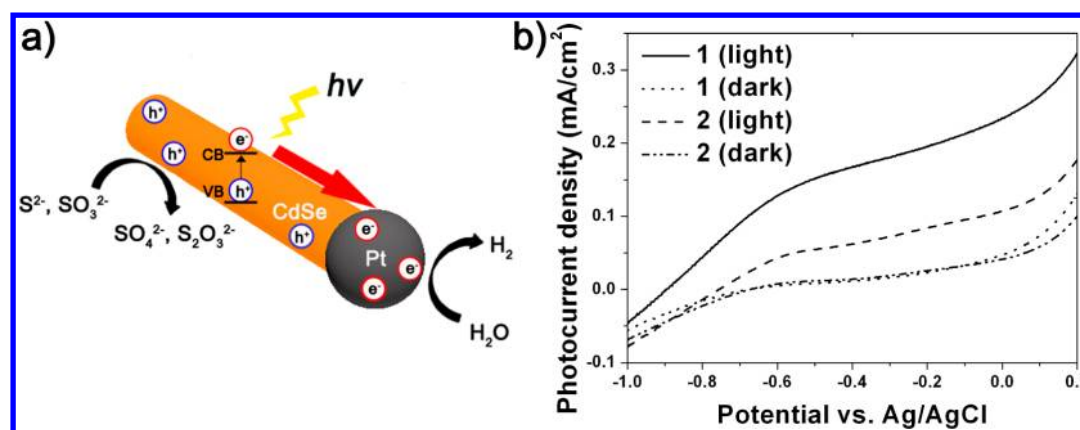 a)
hν
h⁺
h⁺
e⁻
CB
VB
h⁺
CdSe
h⁺
S²⁻, SO₃²⁻
SO₄²⁻, S₂O₃²⁻
e⁻
Pt
e⁻
e⁻
H₂
H₂O
b)
Photocurrent density (mA/cm²)
1 (light)
1 (dark)
2 (light)
2 (dark)
0.3
0.2
0.1
0.0
-0.1
-1.0 -0.8 -0.6 -0.4 -0.2 0.0
Potential vs. Ag/AgCl